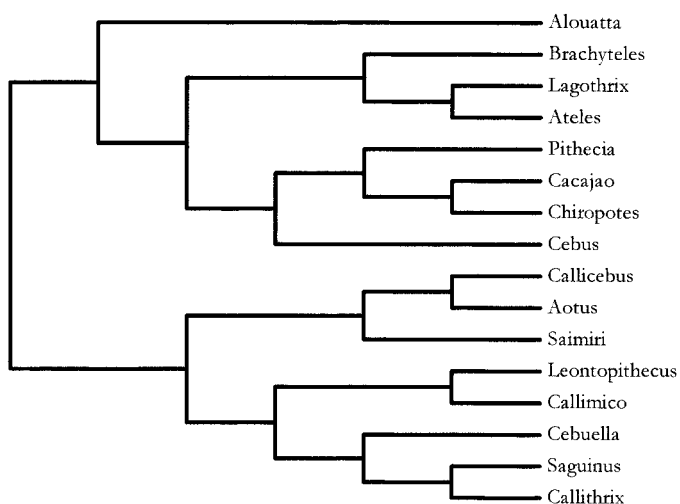 Alouatta
Brachyteles
Lagothrix
Ateles
Pithecia
Cacajao
Chiropotes
Cebus
Callicebus
Aotus
Saimiri
Leontopithecus
Callimico
Cebuella
Saguinus
Callithrix